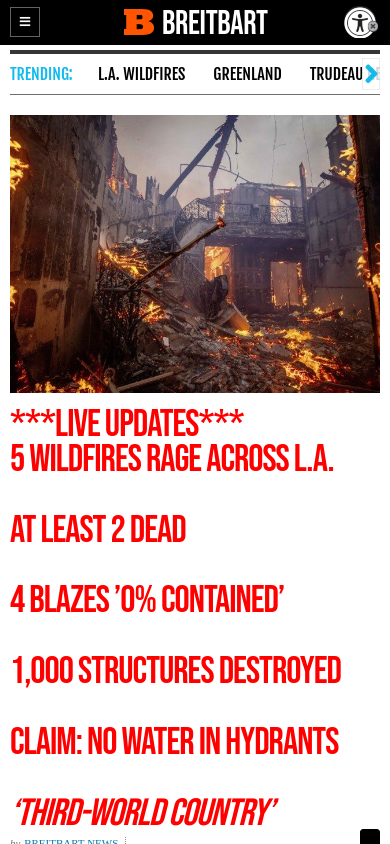 BREITBART
TRENDING: L.A. WILDFIRES GREENLAND TRUDEAU
***LIVE UPDATES***
5 WILDFIRES RAGE ACROSS L.A.
AT LEAST 2 DEAD
4 BLAZES ’0% CONTAINED’
1,000 STRUCTURES DESTROYED
CLAIM: NO WATER IN HYDRANTS
‘THIRD-WORLD COUNTRY’
by BREITBART NEWS